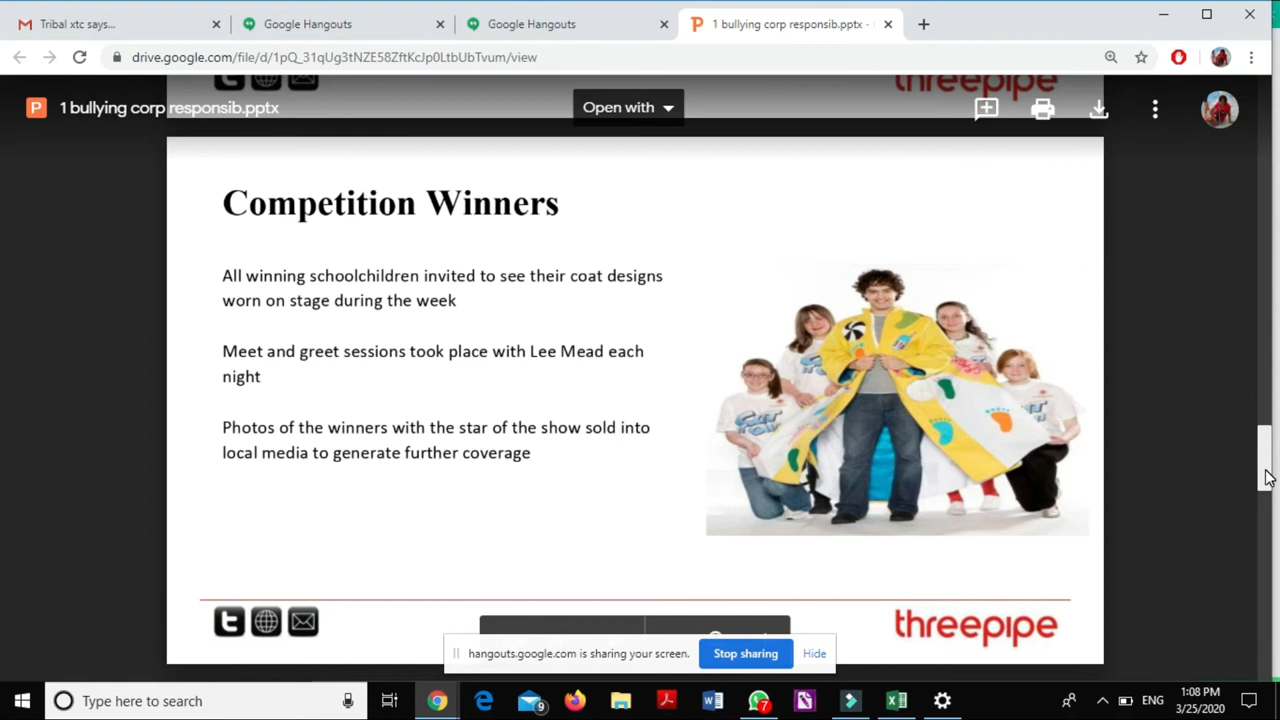 Tribal xtc says...
Google Hangouts
Google Hangouts
1 bullying corp responsib.pptx -
drive.google.com/file/d/1pQ_31qUg3tNZE58ZftKcJp0LtbUbTvum/view
threepipe
P
1 bullying corp responsib.pptx
Open with
Competition Winners
All winning schoolchildren invited to see their coat designs
worn on stage during the week
Meet and greet sessions took place with Lee Mead each
night
Photos of the winners with the star of the show sold into
local media to generate further coverage
threepipe
hangouts.google.com is sharing your screen.
Stop sharing
Hide
Type here to search
9
7
ENG
1:08 PM
3/25/2020